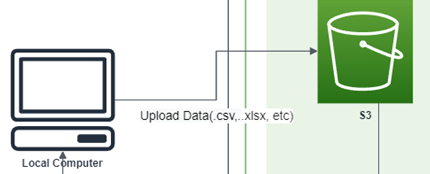 Upload Data(.csv,..xlsx, etc)
S3
Local Computer